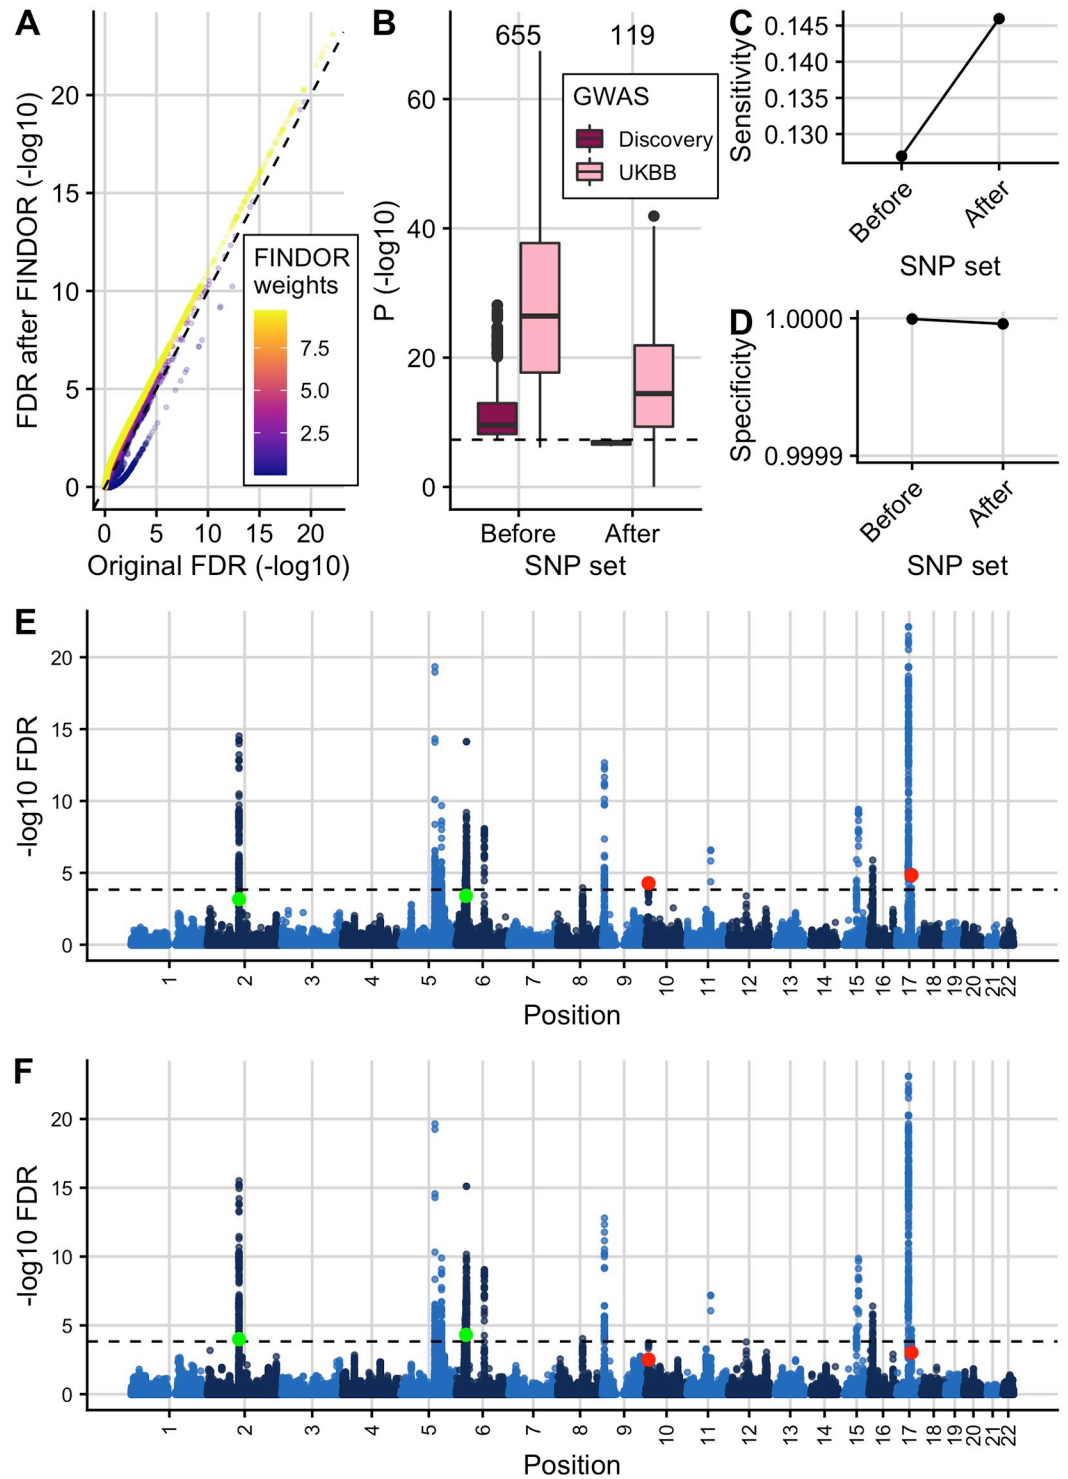 A
FDR after FINDOR (-log10)
20
15
10
5
0
0 5 10 15 20
Original FDR (-log10)
FINDOR
weights
7.5
5.0
2.5
B
P (-log10)
60
40
20
0
655 119
GWAS
Discovery
UKBB
Before After
SNP set
C
Sensitivity
0.145
0.140
0.135
0.130
Before After
SNP set
D
Specificity
1.0000
0.9999
Before After
SNP set
E
-log10 FDR
20
15
10
5
0
1 2 3 4 5 6 7 8 9 10 11 12 13 14 15 16 17 18 19 20 21 22
Position
F
-log10 FDR
20
15
10
5
0
1 2 3 4 5 6 7 8 9 10 11 12 13 14 15 16 17 18 19 20 21 22
Position